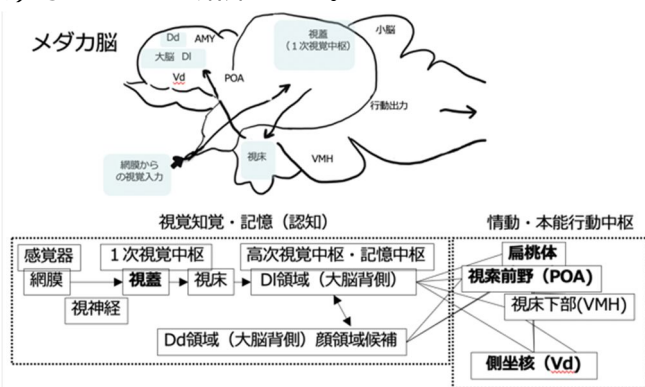 メダカ脳
Dd AMY
大脳 Dl
Vd
POA
視蓋
(1次視覚中枢)
小脳
行動出力
網膜から
の視覚入力
視床
VMH
視覚知覚・記憶(認知)
情動・本能行動中枢
感覚器
1次視覚中枢
高次視覚中枢・記憶中枢
網膜
視蓋
視床
Dl領域(大脳背側)
視神経
Dd領域(大脳背側)顔領域候補
扁桃体
視索前野(POA)
視床下部(VMH)
側坐核(Vd)